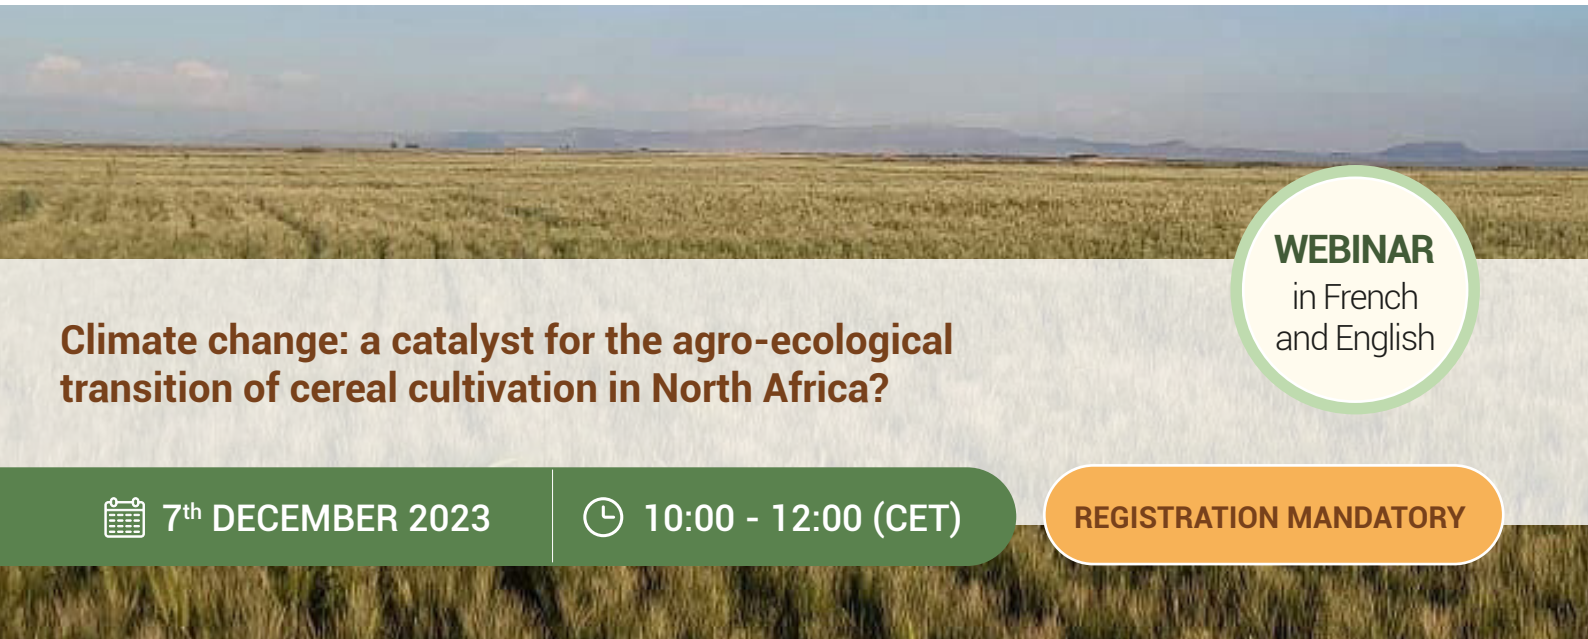 WEBINAR
in French
and English
Climate change: a catalyst for the agro-ecological
transition of cereal cultivation in North Africa?
7th DECEMBER 2023
10:00 - 12:00 (CET)
REGISTRATION MANDATORY